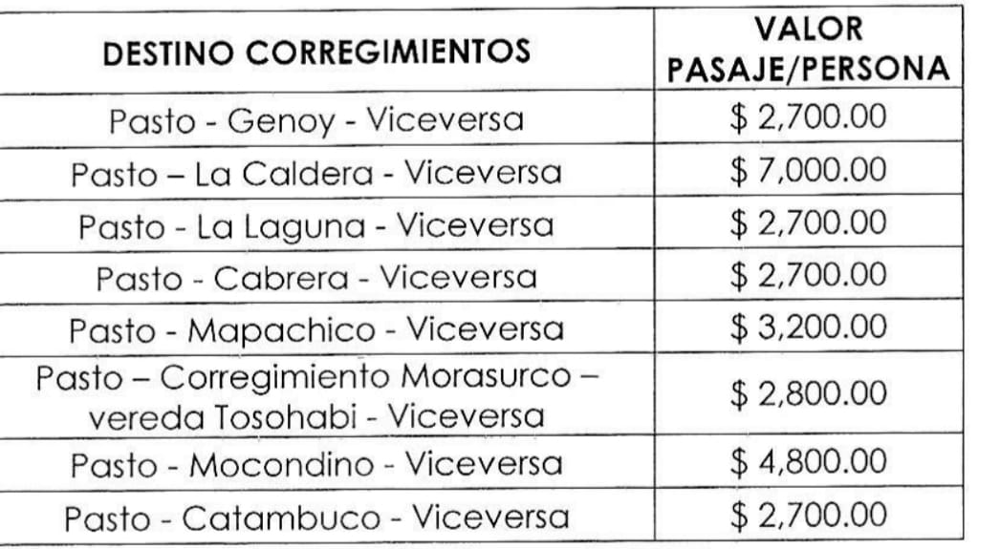 DESTINO CORREGIMIENTOS
VALOR
PASAJE/PERSONA
Pasto - Genoy - Viceversa
$ 2,700.00
Pasto – La Caldera - Viceversa
$ 7,000.00
Pasto - La Laguna - Viceversa
$ 2,700.00
Pasto - Cabrera - Viceversa
$ 2,700.00
Pasto - Mapachico - Viceversa
$ 3,200.00
Pasto – Corregimiento Morasurco –
vereda Tosohabi - Viceversa
$ 2,800.00
Pasto - Mocondino - Viceversa
$ 4,800.00
Pasto - Catambuco - Viceversa
$ 2,700.00